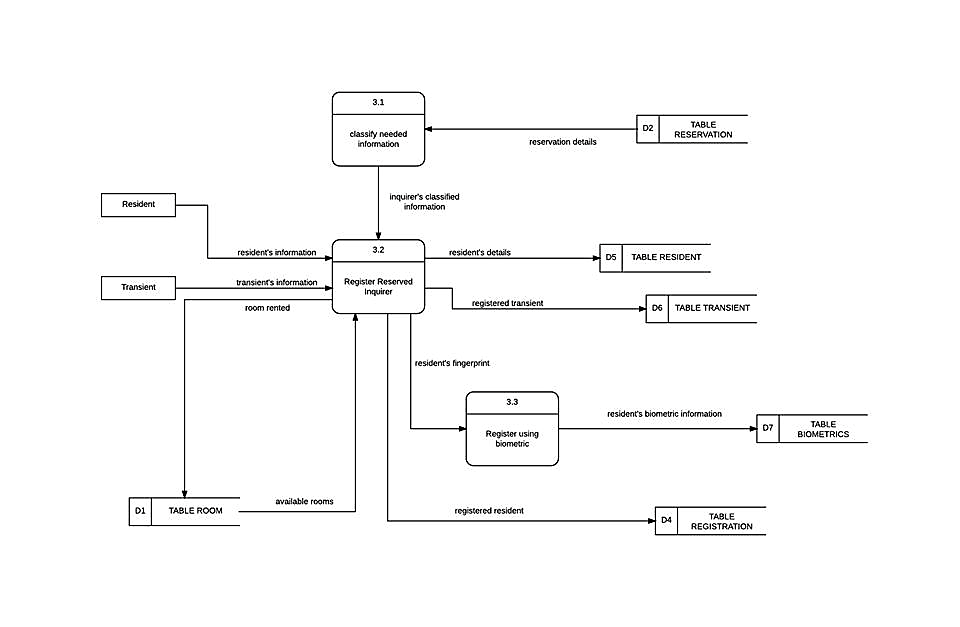 3.1
classify needed
information
D2
TABLE
RESERVATION
reservation details
inquirer's classified
information
Resident
3.2
resident's information
resident's details
D5
TABLE RESIDENT
Transient
transient's information
Register Reserved
Inquirer
room rented
registered transient
D6
TABLE TRANSIENT
resident's fingerprint
3.3
Register using
biometric
resident's biometric information
D7
TABLE
BIOMETRICS
D1
TABLE ROOM
available rooms
registered resident
D4
TABLE
REGISTRATION